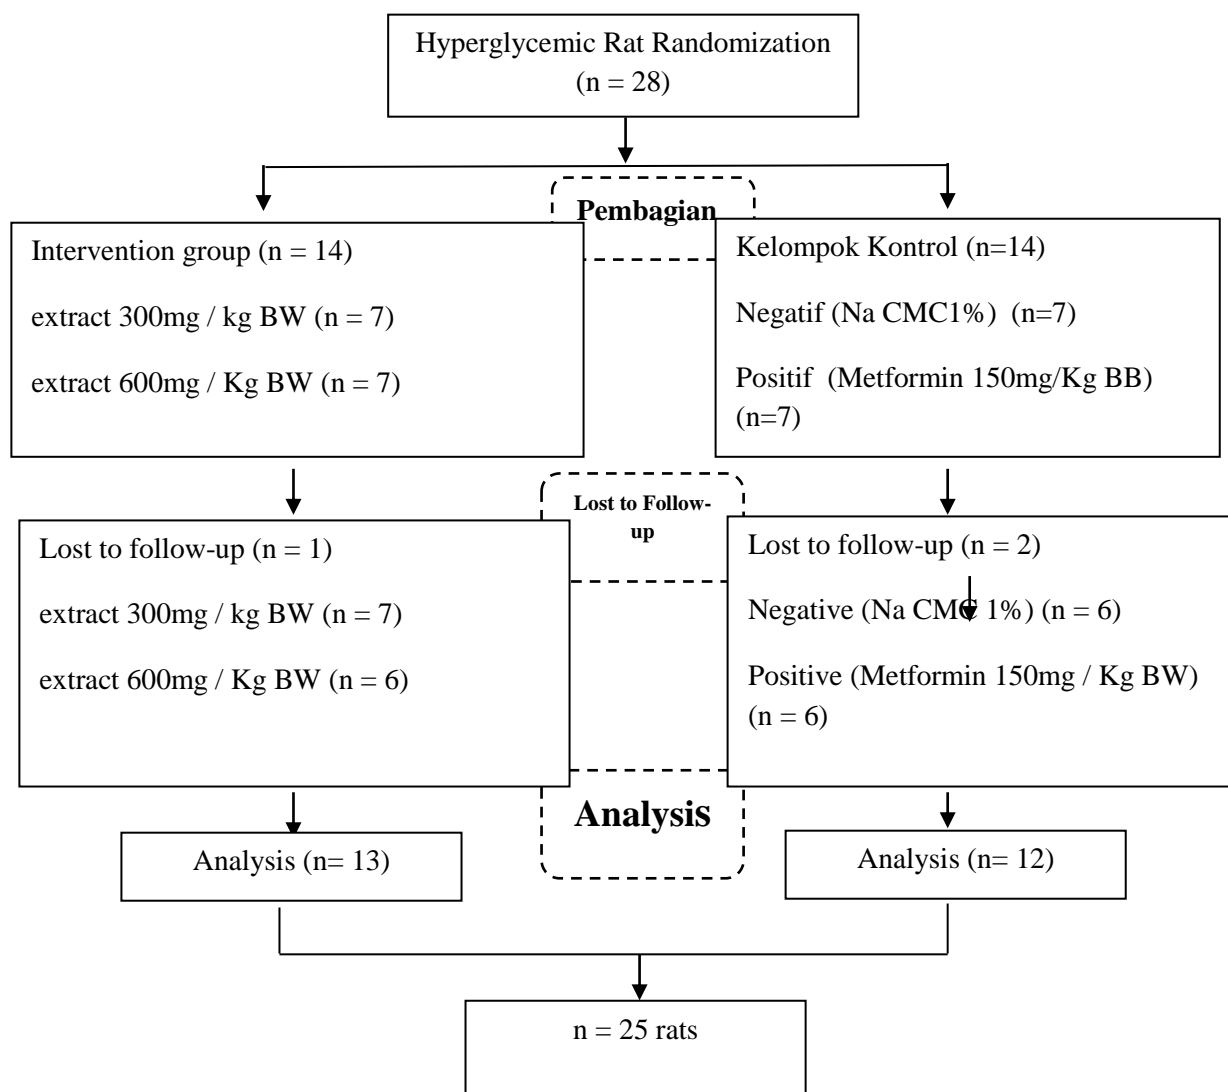 Hyperglycemic Rat Randomization
(n = 28)
Pembagian
Intervention group (n = 14)
extract 300mg / kg BW (n = 7)
extract 600mg / Kg BW (n = 7)
Kelompok Kontrol (n=14)
Negatif (Na CMC1%) (n=7)
Positif (Metformin 150mg/Kg BB)
(n=7)
Lost to Follow-
up
Lost to follow-up (n = 1)
extract 300mg / kg BW (n = 7)
extract 600mg / Kg BW (n = 6)
Lost to follow-up (n = 2)
Negative (Na CMC 1%) (n = 6)
Positive (Metformin 150mg / Kg BW)
(n = 6)
Analysis
Analysis (n= 13)
Analysis (n= 12)
n = 25 rats